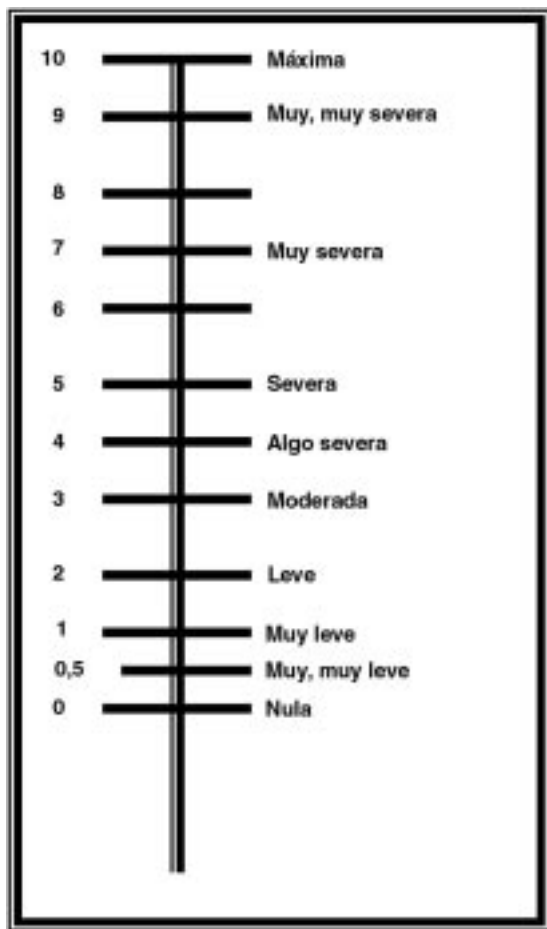 10 Máxima
9 Muy, muy severa
8
7 Muy severa
6
5 Severa
4 Algo severa
3 Moderada
2 Leve
1 Muy leve
0,5 Muy, muy leve
0 Nula